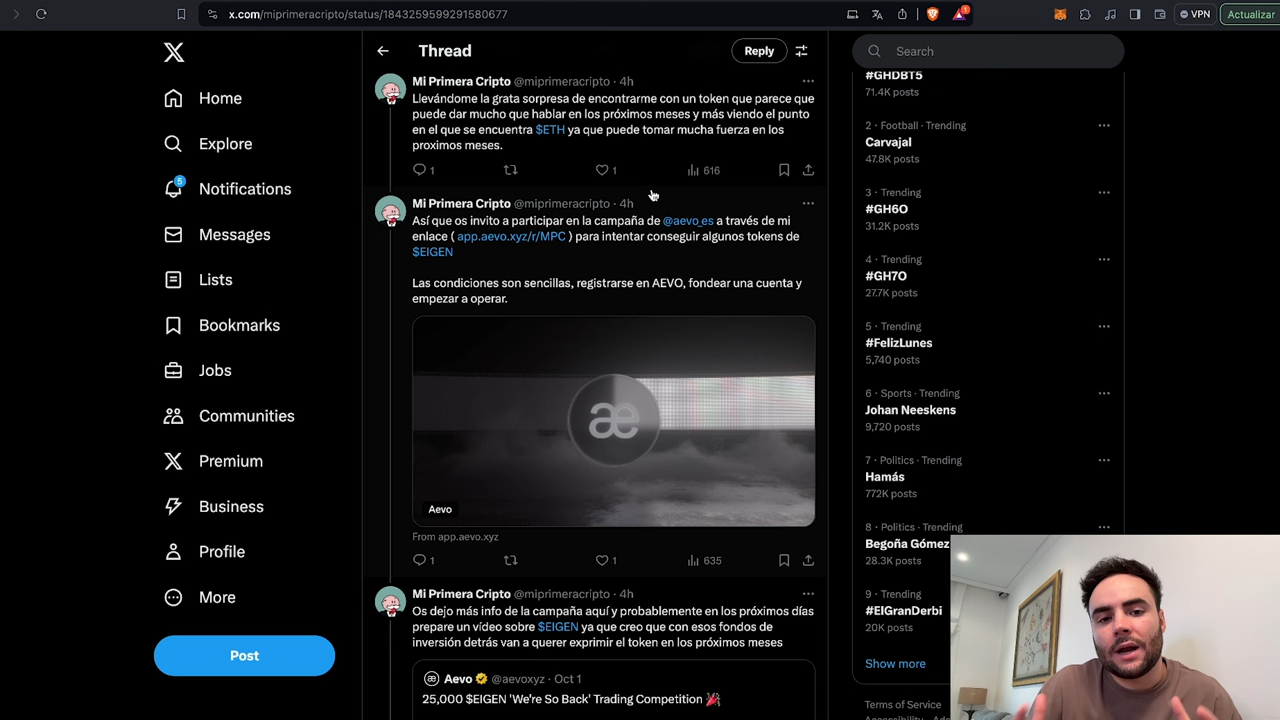 x.com/miprimeracripto/status/1843259599291580677
1
VPN
Actualizar
Home
Explore
5
Notifications
Messages
Lists
Bookmarks
Jobs
Communities
Premium
Business
Profile
More
Post
Thread
Reply
Mi Primera Cripto @miprimeracripto · 4h
Llevándome la grata sorpresa de encontrarme con un token que parece que
puede dar mucho que hablar en los próximos meses y más viendo el punto
en el que se encuentra $ETH ya que puede tomar mucha fuerza en los
proximos meses.
1 1 616
Mi Primera Cripto @miprimeracripto · 4h
Así que os invito a participar en la campaña de @aevo_es a través de mi
enlace ( app.aevo.xyz/r/MPC ) para intentar conseguir algunos tokens de
$EIGEN
Las condiciones son sencillas, registrarse en AEVO, fondear una cuenta y
empezar a operar.
æ
Aevo
From app.aevo.xyz
1 1 635
Mi Primera Cripto @miprimeracripto · 4h
Os dejo más info de la campaña aquí y probablemente en los próximos días
prepare un vídeo sobre $EIGEN ya que creo que con esos fondos de
inversión detrás van a querer exprimir el token en los próximos meses
æ Aevo @aevoxyz · Oct 1
25,000 $EIGEN 'We're So Back' Trading Competition 🎉
Search
#GHDBT5
71.4K posts
2 · Football · Trending
Carvajal
47.8K posts
3 · Trending
#GH6O
31.2K posts
4 · Trending
#GH7O
27.7K posts
5 · Trending
#FelizLunes
5,740 posts
6 · Sports · Trending
Johan Neeskens
9,720 posts
7 · Politics · Trending
Hamás
772K posts
8 · Politics · Trending
Begoña Gómez
28.3K posts
9 · Trending
#ElGranDerbi
20K posts
Show more
Terms of Service